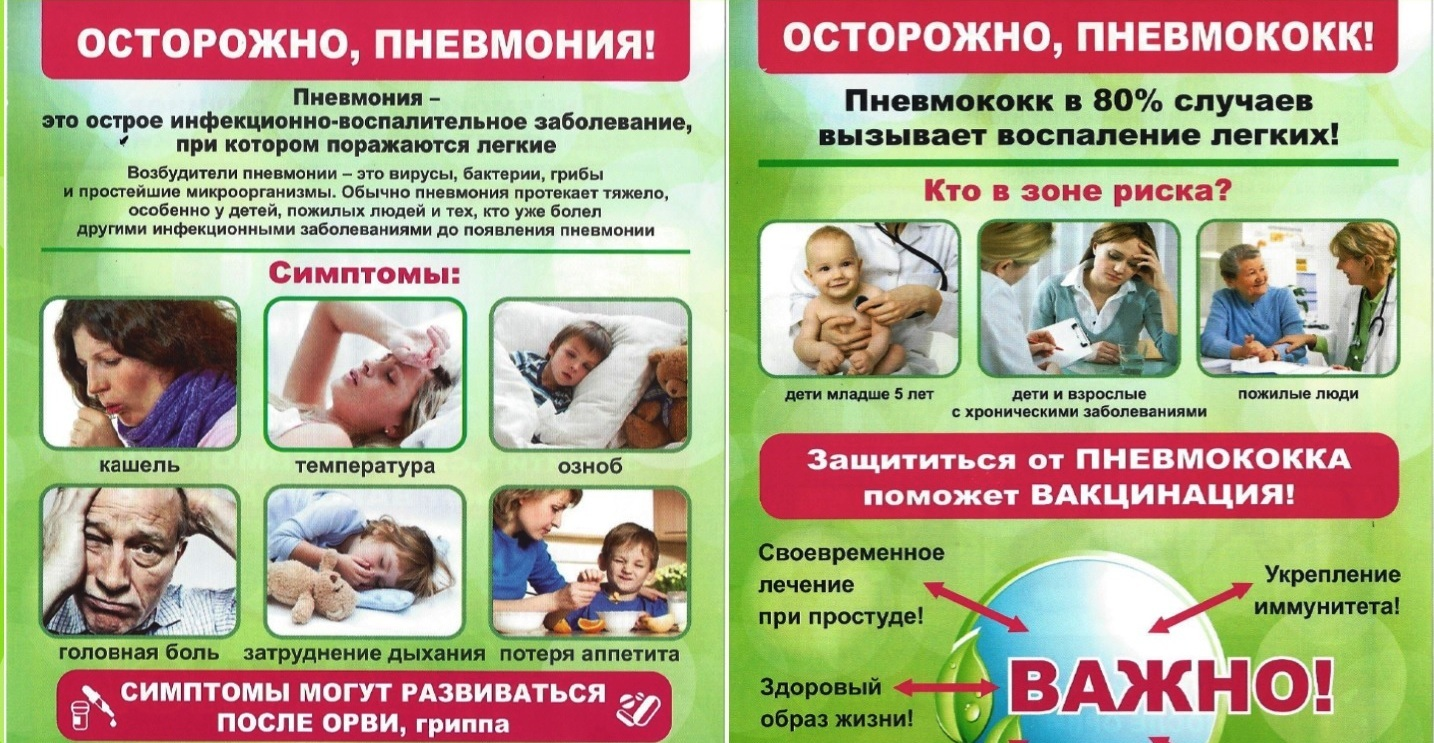 ОСТОРОЖНО, ПНЕВМОНИЯ!
Пневмония –
это острое инфекционно-воспалительное заболевание,
при котором поражаются легкие
Возбудители пневмонии – это вирусы, бактерии, грибы
и простейшие микроорганизмы. Обычно пневмония протекает тяжело,
особенно у детей, пожилых людей и тех, кто уже болел
другими инфекционными заболеваниями до появления пневмонии
Симптомы:
кашель
температура
озноб
головная боль
затруднение дыхания
потеря аппетита
СИМПТОМЫ МОГУТ РАЗВИВАТЬСЯ
ПОСЛЕ ОРВИ, гриппа
ОСТОРОЖНО, ПНЕВМОКОКК!
Пневмококк в 80% случаев
вызывает воспаление легких!
Кто в зоне риска?
дети младше 5 лет
дети и взрослые
с хроническими заболеваниями
пожилые люди
Защититься от ПНЕВМОКОККА
поможет ВАКЦИНАЦИЯ!
Своевременное
лечение
при простуде!
Укрепление
иммунитета!
Здоровый
образ жизни!
ВАЖНО!